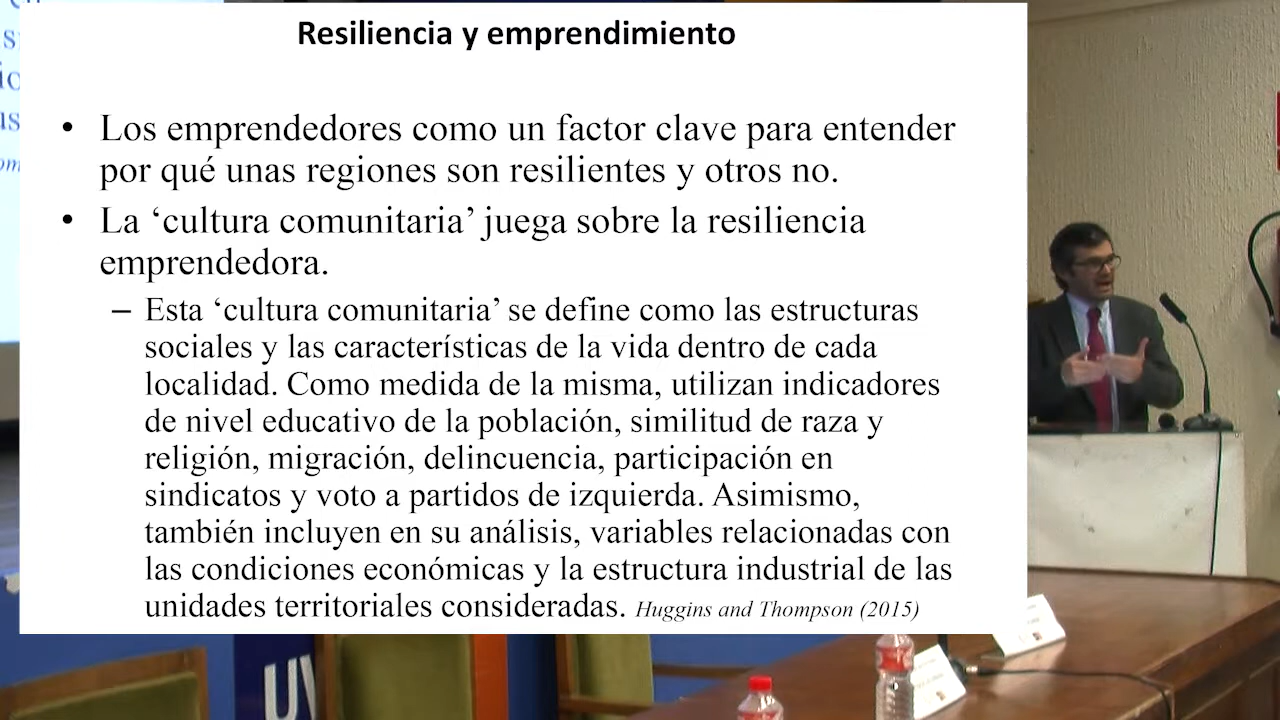 Resiliencia y emprendimiento
• Los emprendedores como un factor clave para entender
por qué unas regiones son resilientes y otros no.
• La ‘cultura comunitaria’ juega sobre la resiliencia
emprendedora.
– Esta ‘cultura comunitaria’ se define como las estructuras
sociales y las características de la vida dentro de cada
localidad. Como medida de la misma, utilizan indicadores
de nivel educativo de la población, similitud de raza y
religión, migración, delincuencia, participación en
sindicatos y voto a partidos de izquierda. Asimismo,
también incluyen en su análisis, variables relacionadas con
las condiciones económicas y la estructura industrial de las
unidades territoriales consideradas. Huggins and Thompson (2015)